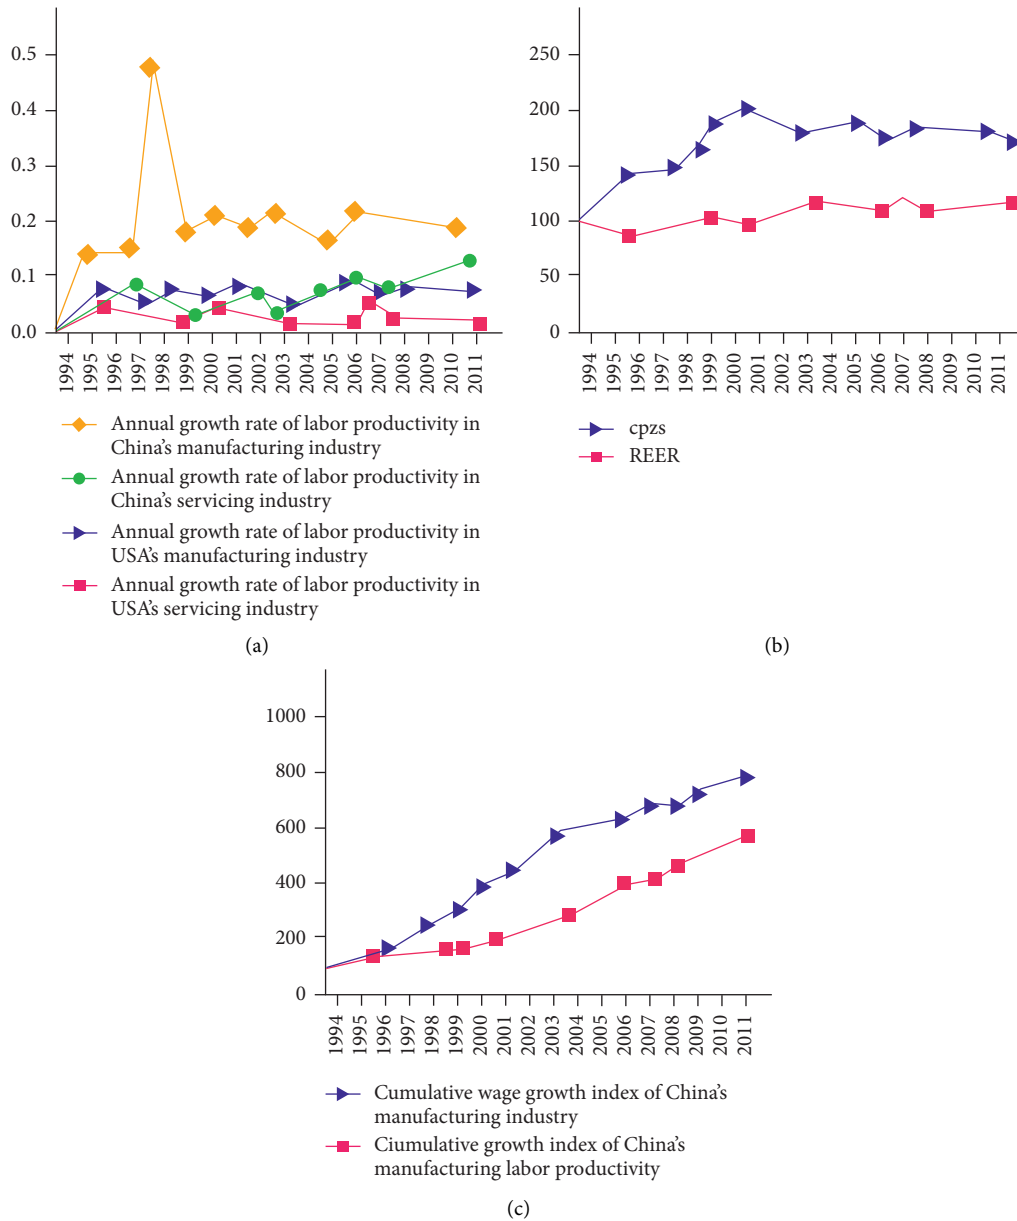 0.5
0.4
0.3
0.2
0.1
0.0
1994 1995 1996 1997 1998 1999 2000 2001 2002 2003 2004 2005 2006 2007 2008 2009 2010 2011
Annual growth rate of labor productivity in
China's manufacturing industry
Annual growth rate of labor productivity in
China's servicing industry
Annual growth rate of labor productivity in
USA's manufacturing industry
Annual growth rate of labor productivity in
USA's servicing industry
(a)
250
200
150
100
50
0
1994 1995 1996 1997 1998 1999 2000 2001 2002 2003 2004 2005 2006 2007 2008 2009 2010 2011
cpzs
REER
(b)
1000
800
600
400
200
0
1994 1995 1996 1997 1998 1999 2000 2001 2002 2003 2004 2005 2006 2007 2008 2009 2010 2011
Cumulative wage growth index of China's
manufacturing industry
Ciumulative growth index of China's
manufacturing labor productivity
(c)